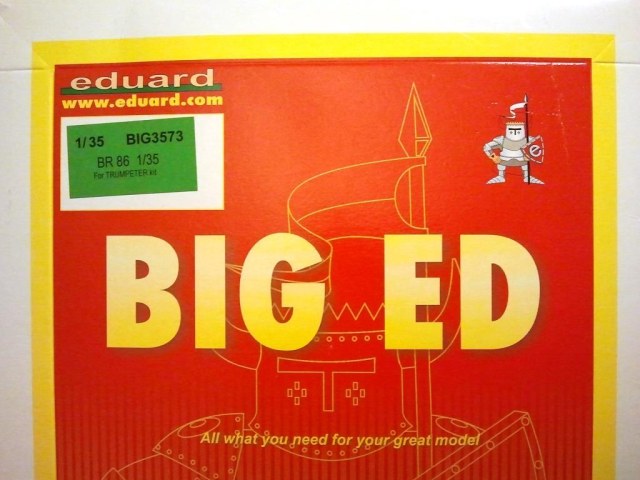 eduard
www.eduard.com
1/35 BIG3573
BR 86 1/35
For TRUMPETER kit
BIG ED
All what you need for your great model